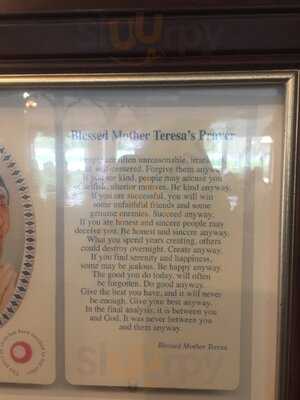 sluurpy
Blessed Mother Teresa's Prayer
People are often unreasonable,
self-centered. Forgive them anyway.
If you are kind, people may accuse you
of selfish, ulterior motives. Be kind anyway.
If you are successful, you will win
some unfaithful friends and some
genuine enemies. Succeed anyway.
If you are honest and sincere people may
deceive you. Be honest and sincere anyway.
What you spend years creating, others
could destroy overnight. Create anyway.
If you find serenity and happiness,
some may be jealous. Be happy anyway.
The good you do today, will often
be forgotten. Do good anyway.
Give the best you have, and it will never
be enough. Give your best anyway.
In the final analysis, it is between you
and God. It was never between you
and them anyway.
Blessed Mother Teresa
sluurpy